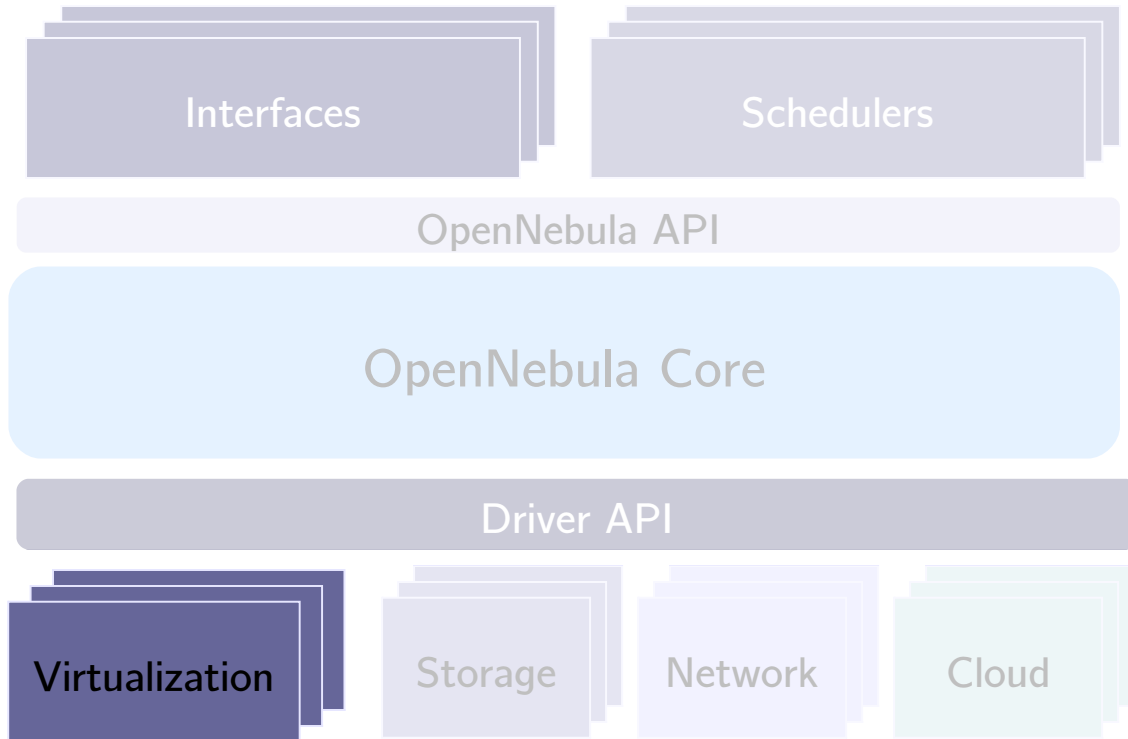 Interfaces
Schedulers
OpenNebula API
OpenNebula Core
Driver API
Virtualization
Storage
Network
Cloud